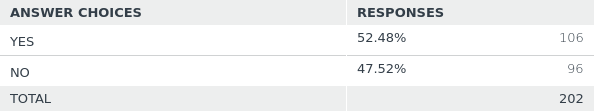 ANSWER CHOICES RESPONSES
YES 52.48% 106
NO 47.52% 96
TOTAL 202